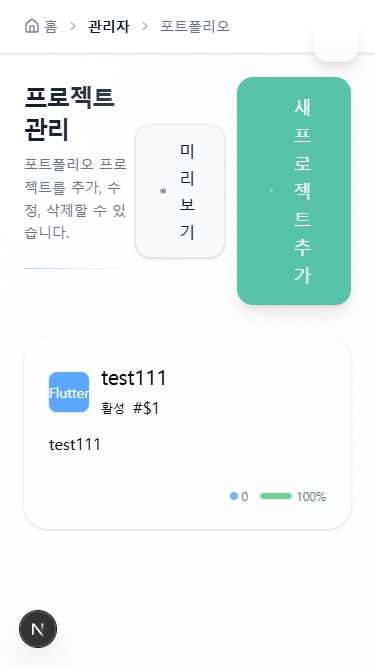 홈 > 관리자 > 포트폴리오
프로젝트
관리
포트폴리오 프로
젝트를 추가, 수
정, 삭제할 수 있
습니다.
미
리
보
기
새
프
로
젝
트
추
가
Flutter
test111
활성 #$1
test111
0 100%
N